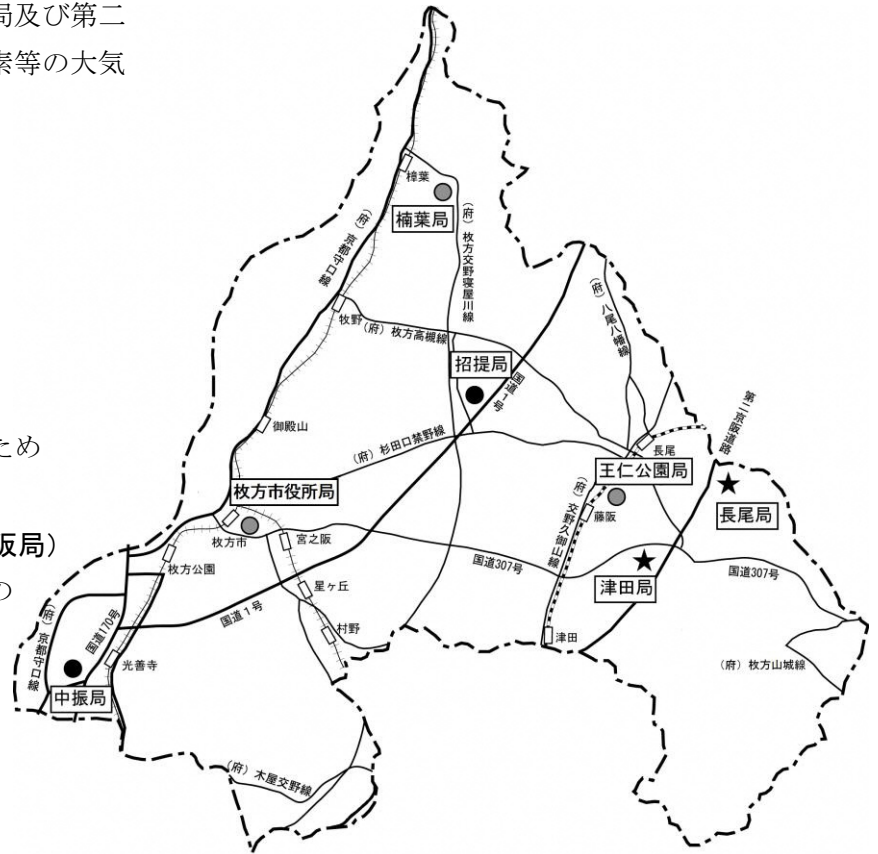 局及び第二
素等の大気
樟葉
楠葉局
(府)京都守口線
(府)枚方交野寝屋川線
牧野
(府)枚方高槻線
(府)八尾八幡線
招提局
国道1号
第二京阪道路
御殿山
(府)杉田口禁野線
長尾
ため
王仁公園局
枚方市役所局
(府)交野久御山線
藤阪
長尾局
阪局)
枚方市
宮之阪
国道307号
津田局
国道307号
の
枚方公園
星ヶ丘
国道1号
(府)京都守口線
国道170号
村野
津田
光善寺
(府)枚方山城線
中振局
(府)木屋交野線